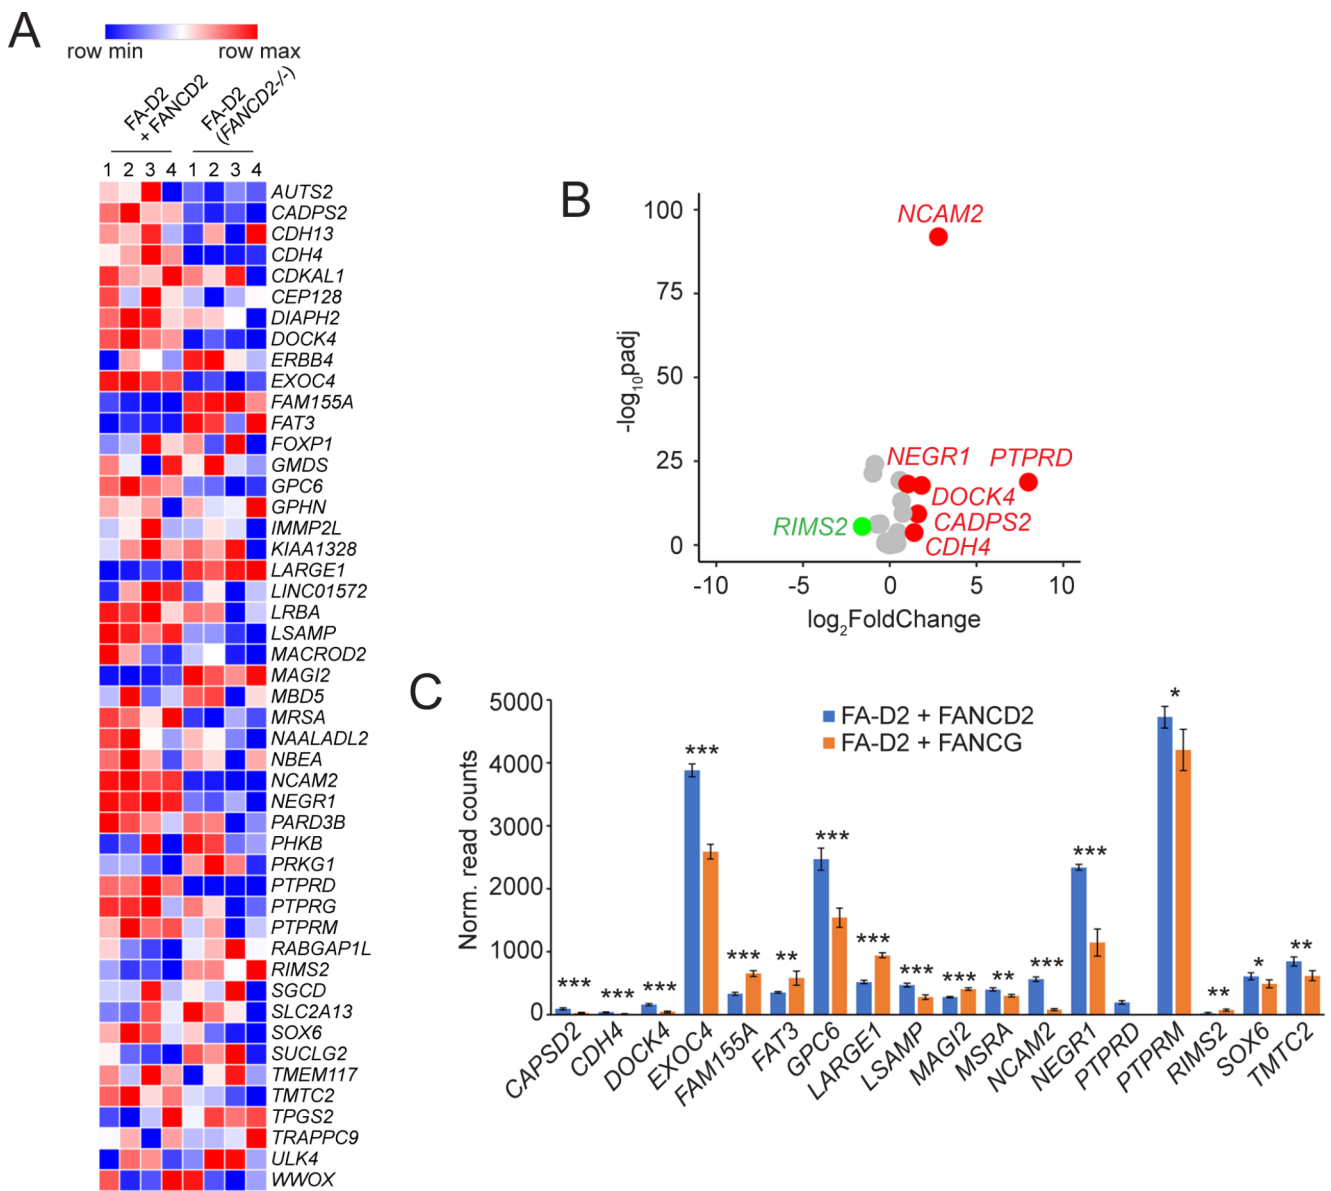 A
row min row max
FA-D2
+ FANCD2
FA-D2
(FANCD2-/-)
1 2 3 4 1 2 3 4
AUTS2
CADPS2
CDH13
CDH4
CDKAL1
CEP128
DIAPH2
DOCK4
ERBB4
EXOC4
FAM155A
FAT3
FOXP1
GMDS
GPC6
GPHN
IMMP2L
KIAA1328
LARGE1
LINC01572
LRBA
LSAMP
MACROD2
MAGI2
MBD5
MRSA
NAALADL2
NBEA
NCAM2
NEGR1
PARD3B
PHKB
PRKG1
PTPRD
PTPRG
PTPRM
RABGAP1L
RIMS2
SGCD
SLC2A13
SOX6
SUCLG2
TMEM117
TMTC2
TPGS2
TRAPPC9
ULK4
WWOX
B
-log10padj
100
75
50
25
0
NCAM2
NEGR1 PTPRD
DOCK4
RIMS2 CADPS2
CDH4
-10 -5 0 5 10
log2FoldChange
C
Norm. read counts
5000
4000
3000
2000
1000
0
FA-D2 + FANCD2
FA-D2 + FANCG
*** *** *** *** *** ** *** *** *** *** ** *** *** * ** * **
CAPSD2
CDH4
DOCK4
EXOC4
FAM155A
FAT3
GPC6
LARGE1
LSAMP
MAGI2
MSRA
NCAM2
NEGR1
PTPRD
PTPRM
RIMS2
SOX6
TMTC2